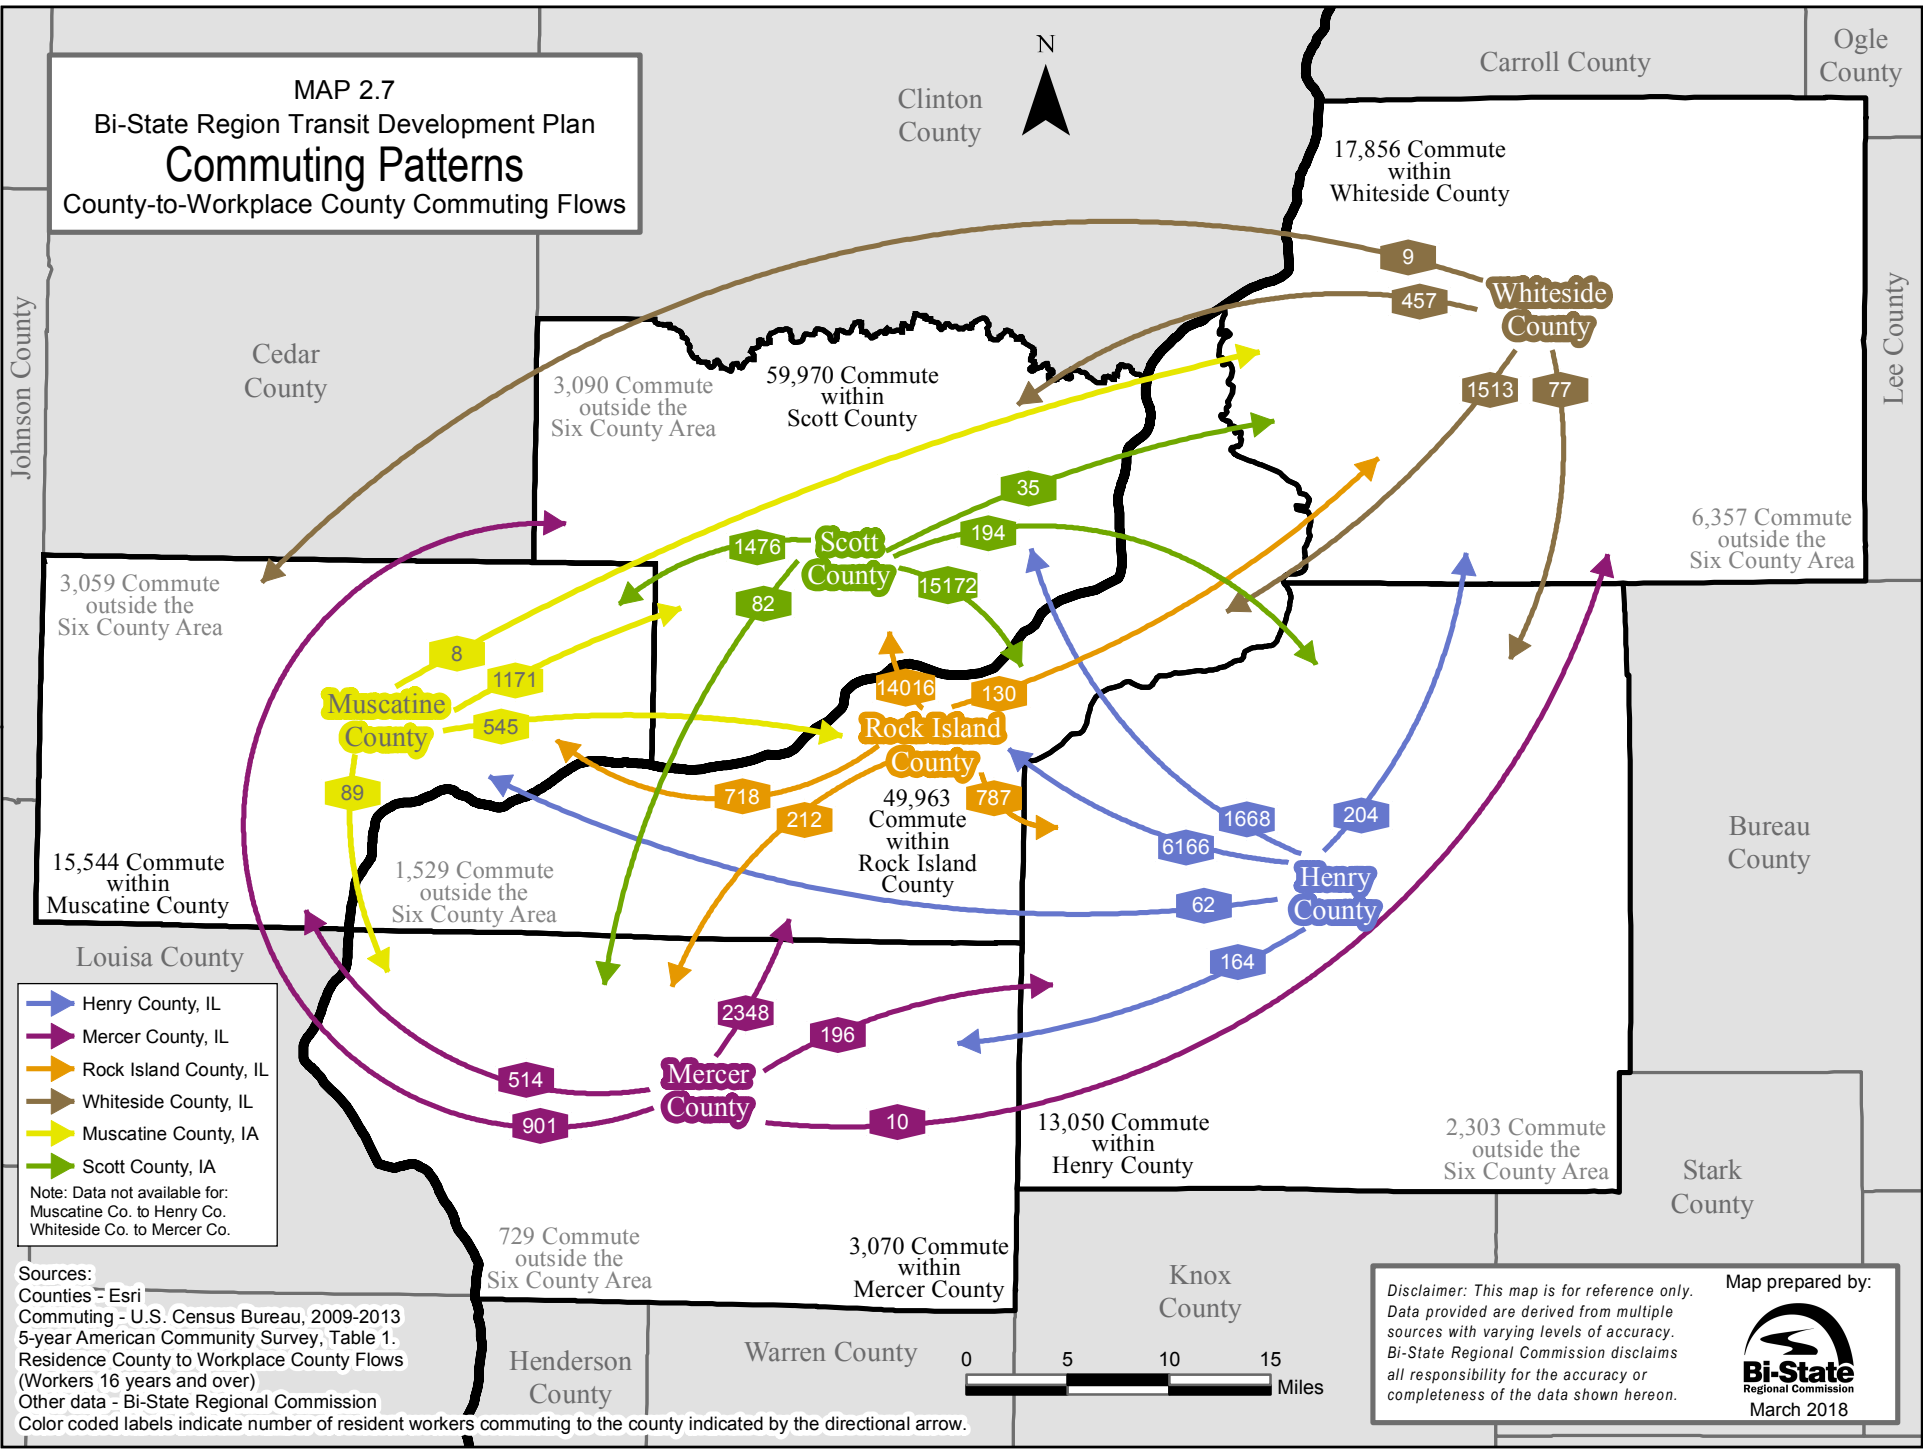 MAP 2.7
Bi-State Region Transit Development Plan
Commuting Patterns
County-to-Workplace County Commuting Flows
N
Clinton
County
Carroll County
Ogle
County
17,856 Commute
within
Whiteside County
Johnson County
Cedar
County
Lee County
9
457
Whiteside
County
1513
77
3,090 Commute
outside the
Six County Area
59,970 Commute
within
Scott County
35
194
1476
Scott
County
15172
82
6,357 Commute
outside the
Six County Area
3,059 Commute
outside the
Six County Area
8
1171
Muscatine
County
545
89
14016
130
Rock Island
County
718
212
787
49,963
Commute
within
Rock Island
County
1668
204
6166
Henry
County
62
164
Bureau
County
15,544 Commute
within
Muscatine County
1,529 Commute
outside the
Six County Area
Louisa County
Henry County, IL
Mercer County, IL
Rock Island County, IL
Whiteside County, IL
Muscatine County, IA
Scott County, IA
Note: Data not available for:
Muscatine Co. to Henry Co.
Whiteside Co. to Mercer Co.
2348
196
Mercer
County
514
901
10
13,050 Commute
within
Henry County
2,303 Commute
outside the
Six County Area
Stark
County
729 Commute
outside the
Six County Area
3,070 Commute
within
Mercer County
Knox
County
Warren County
Henderson
County
Sources:
Counties - Esri
Commuting - U.S. Census Bureau, 2009-2013
5-year American Community Survey, Table 1.
Residence County to Workplace County Flows
(Workers 16 years and over)
Other data - Bi-State Regional Commission
Color coded labels indicate number of resident workers commuting to the county indicated by the directional arrow.
0 5 10 15
Miles
Disclaimer: This map is for reference only.
Data provided are derived from multiple
sources with varying levels of accuracy.
Bi-State Regional Commission disclaims
all responsibility for the accuracy or
completeness of the data shown hereon.
Map prepared by:
Bi-State
Regional Commission
March 2018